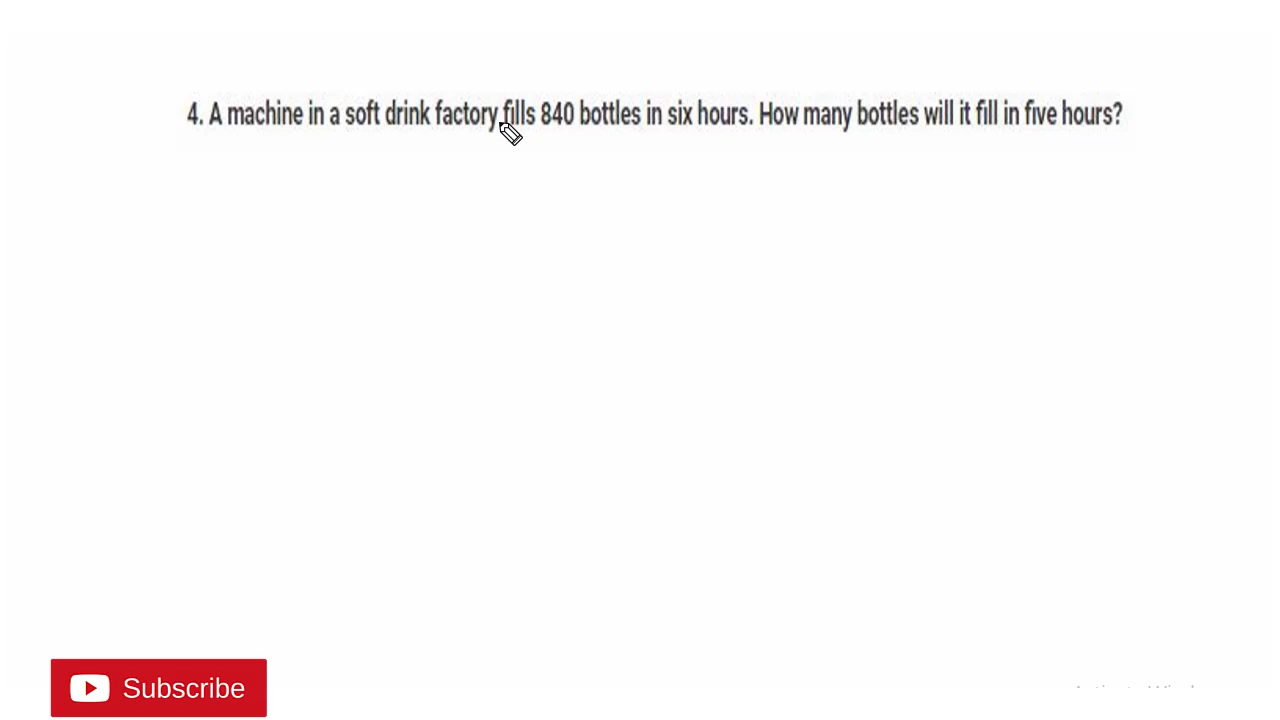 4. A machine in a soft drink factory fills 840 bottles in six hours. How many bottles will it fill in five hours?
Subscribe